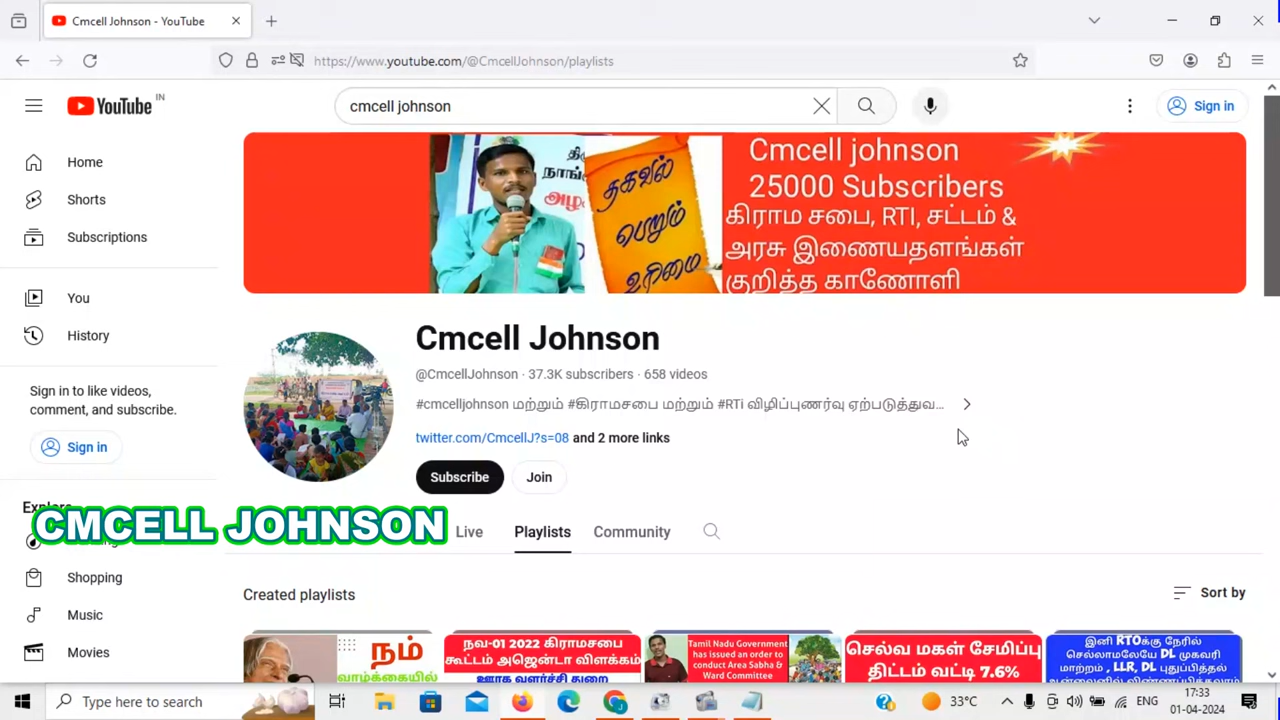 Cmcell Johnson - YouTube
https://www.youtube.com/@CmcellJohnson/playlists
YouTube IN
cmcell johnson
Sign in
Home
Shorts
Subscriptions
You
History
Sign in to like videos,
comment, and subscribe.
Sign in
Shopping
Music
Movies
தகவல்
பெறும்
உரிமை
Cmcell johnson
25000 Subscribers
கிராம சபை, RTI, சட்டம் &
அரசு இணையதளங்கள்
குறித்த காணோளி
Cmcell Johnson
@CmcellJohnson · 37.3K subscribers · 658 videos
#cmcelljohnson மற்றும் #கிராமசபை மற்றும் #RTi விழிப்புணர்வு ஏற்படுத்துவ...
twitter.com/CmcellJ?s=08 and 2 more links
Subscribe
Join
CMCELL JOHNSON
Live
Playlists
Community
Created playlists
Sort by
நம்
வாழ்க்கையில்
நவ-01 2022 கிராமசபை
கூட்டம் அஜெண்டா விளக்கம்
ஊரக வளர்ச்சி துறை
Tamil Nadu Government
has issued an order to
conduct Area Sabha &
Ward Committee
செல்வ மகள் சேமிப்பு
திட்டம் வட்டி 7.6%
இனி RTOக்கு நேரில்
செல்லாமலேயே DL முகவரி
மாற்றம் , LLR, DL புதுப்பித்தல்
Type here to search
33°C
ENG
17:33
01-04-2024